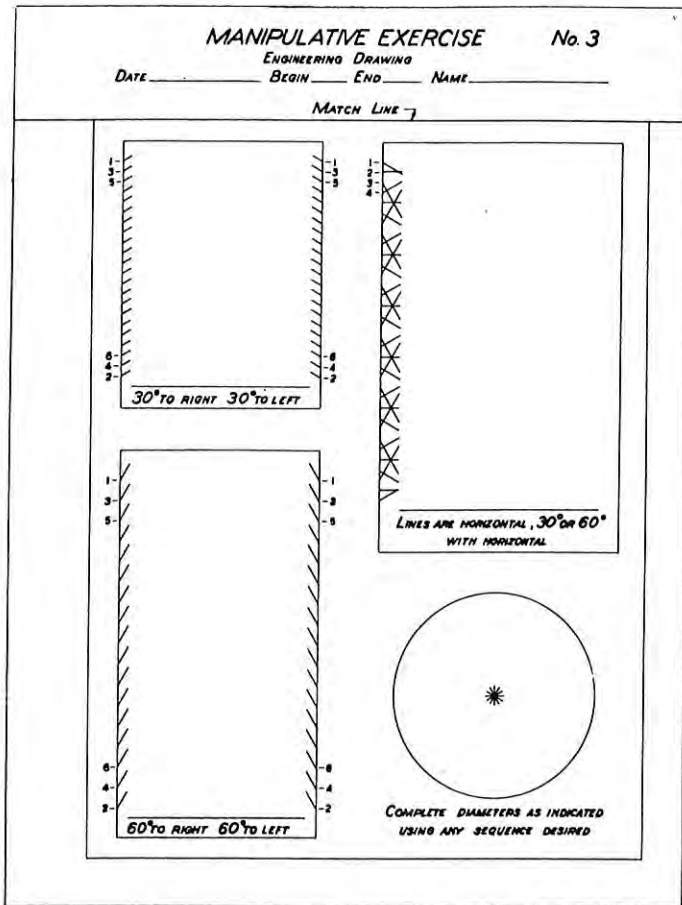 MANIPULATIVE EXERCISE No. 3
ENGINEERING DRAWING
DATE BEGIN END NAME
MATCH LINE
1
3
5
6
4
2
1
3
5
6
4
2
30° TO RIGHT 30° TO LEFT
1
2
3
4
LINES ARE HORIZONTAL, 30° OR 60°
WITH HORIZONTAL
1
3
5
6
4
2
1
3
5
6
4
2
60° TO RIGHT 60° TO LEFT
COMPLETE DIAMETERS AS INDICATED
USING ANY SEQUENCE DESIRED